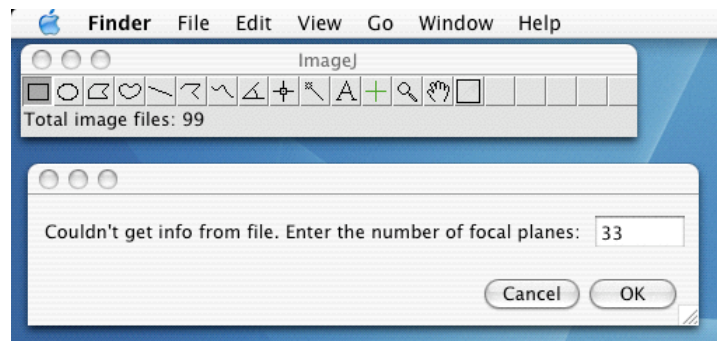 Finder File Edit View Go Window Help
ImageJ
A
Total image files: 99
Couldn't get info from file. Enter the number of focal planes: 33
Cancel OK